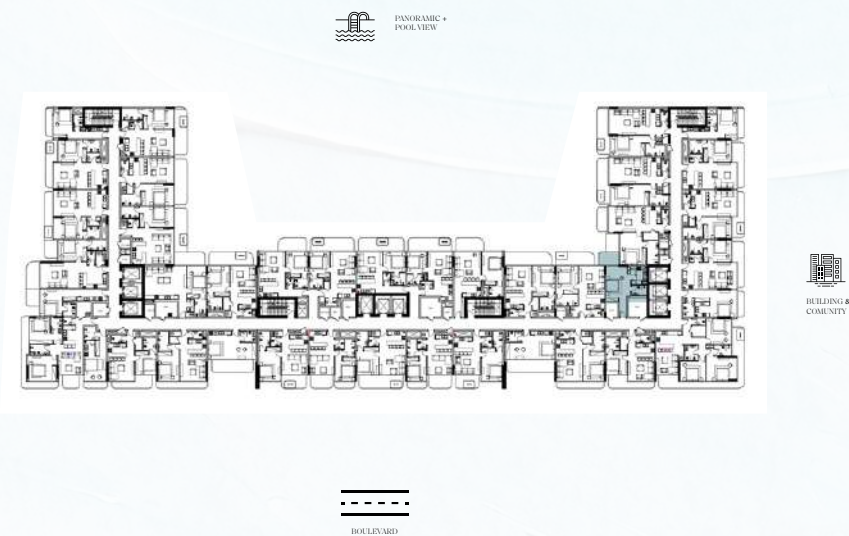 PANORAMIC +
POOL VIEW
BUILDING &
COMUNITY
BOULEVARD